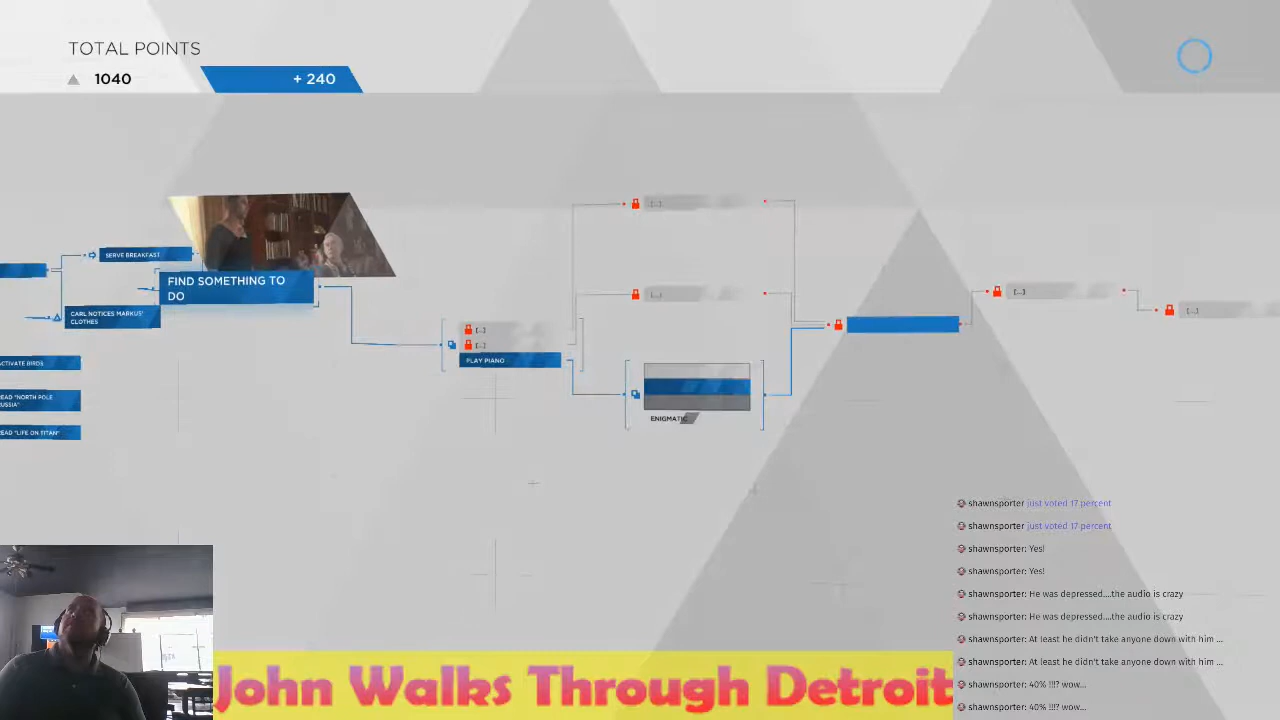 TOTAL POINTS
1040
+ 240
SERVE BREAKFAST
FIND SOMETHING TO
DO
CARL NOTICES MARKUS'
CLOTHES
[...]
[...]
[...]
[...]
PLAY PIANO
ENIGMATIC
[...]
[...]
ACTIVATE BIRDS
READ "NORTH POLE
RUSSIA"
READ "LIFE ON TITAN"
shawnsporter just voted 17 percent
shawnsporter just voted 17 percent
shawnsporter: Yes!
shawnsporter: Yes!
shawnsporter: He was depressed....the audio is crazy
shawnsporter: He was depressed....the audio is crazy
shawnsporter: At least he didn't take anyone down with him ...
shawnsporter: At least he didn't take anyone down with him ...
shawnsporter: 40% !!!? wow...
shawnsporter: 40% !!!? wow...
John Walks Through Detroit